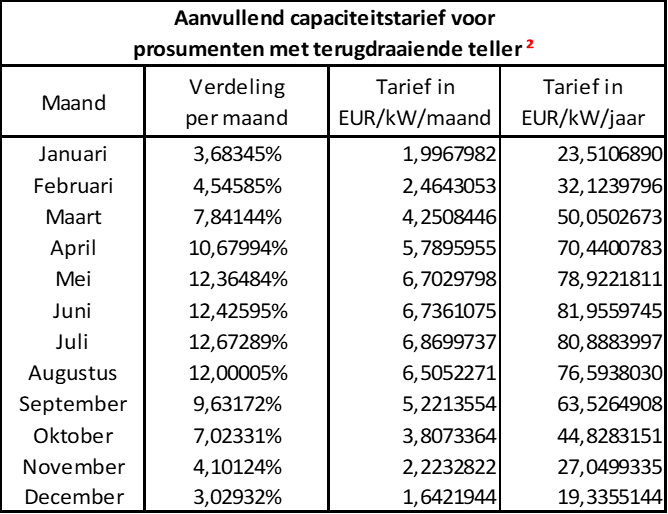 Aanvullend capaciteitstarief voor
prosumenten met terugdraaiende teller ²
Maand Verdeling per maand Tarief in EUR/kW/maand Tarief in EUR/kW/jaar
Januari 3,68345% 1,9967982 23,5106890
Februari 4,54585% 2,4643053 32,1239796
Maart 7,84144% 4,2508446 50,0502673
April 10,67994% 5,7895955 70,4400783
Mei 12,36484% 6,7029798 78,9221811
Juni 12,42595% 6,7361075 81,9559745
Juli 12,67289% 6,8699737 80,8883997
Augustus 12,00005% 6,5052271 76,5938030
September 9,63172% 5,2213554 63,5264908
Oktober 7,02331% 3,8073364 44,8283151
November 4,10124% 2,2232822 27,0499335
December 3,02932% 1,6421944 19,3355144